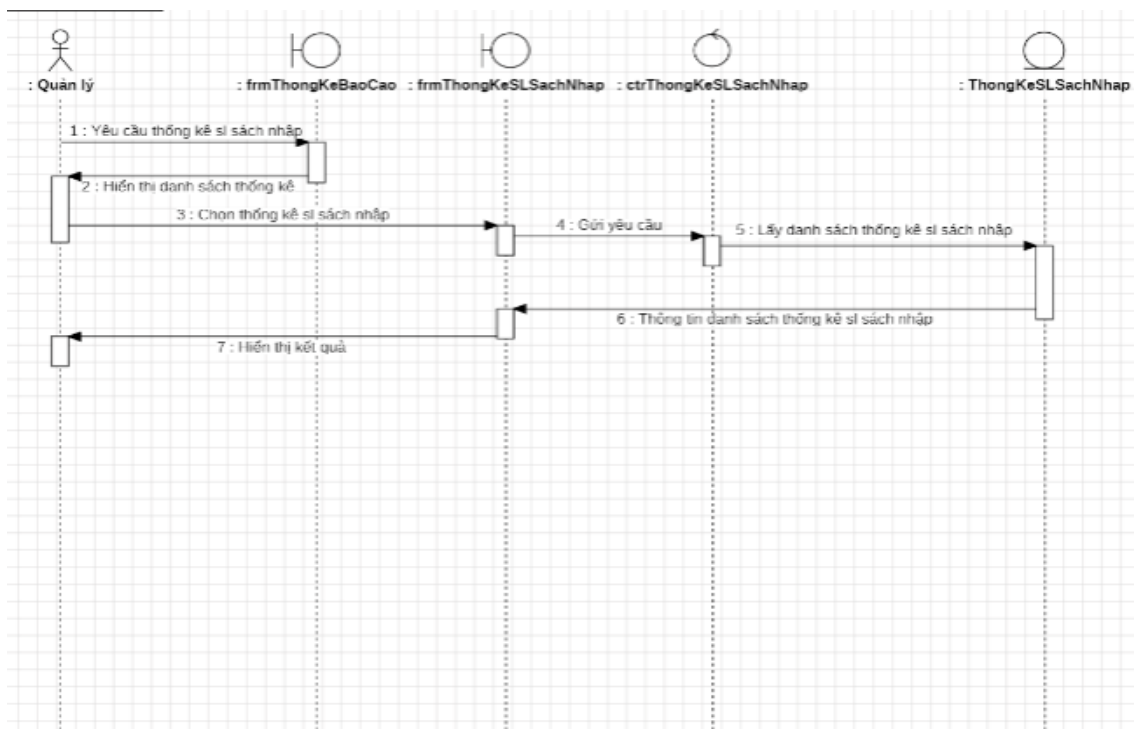 : Quản lý
: frmThongKeBaoCao
: frmThongKeSLSachNhap
: ctrThongKeSLSachNhap
: ThongKeSLSachNhap
1 : Yêu cầu thống kê sl sách nhập
2 : Hiển thị danh sách thống kê
3 : Chọn thống kê sl sách nhập
4 : Gửi yêu cầu
5 : Lấy danh sách thống kê sl sách nhập
6 : Thông tin danh sách thống kê sl sách nhập
7 : Hiển thị kết quả